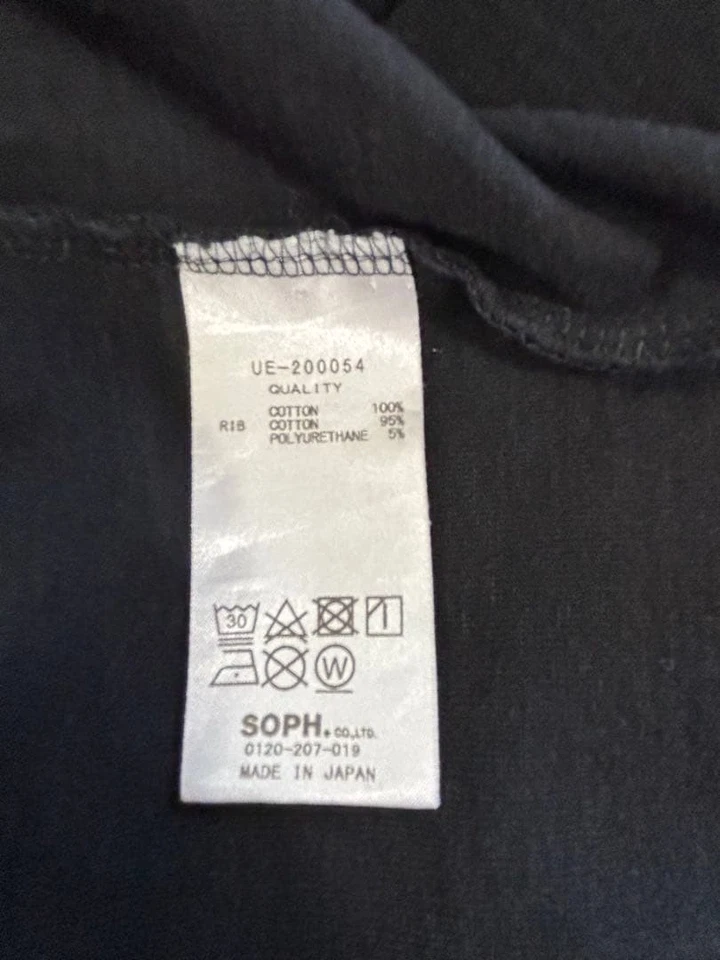 UE-200054
QUALITY
COTTON 100%
RIB COTTON 95%
POLYURETHANE 5%
30
W
SOPH. CO.,LTD.
0120-207-019
MADE IN JAPAN